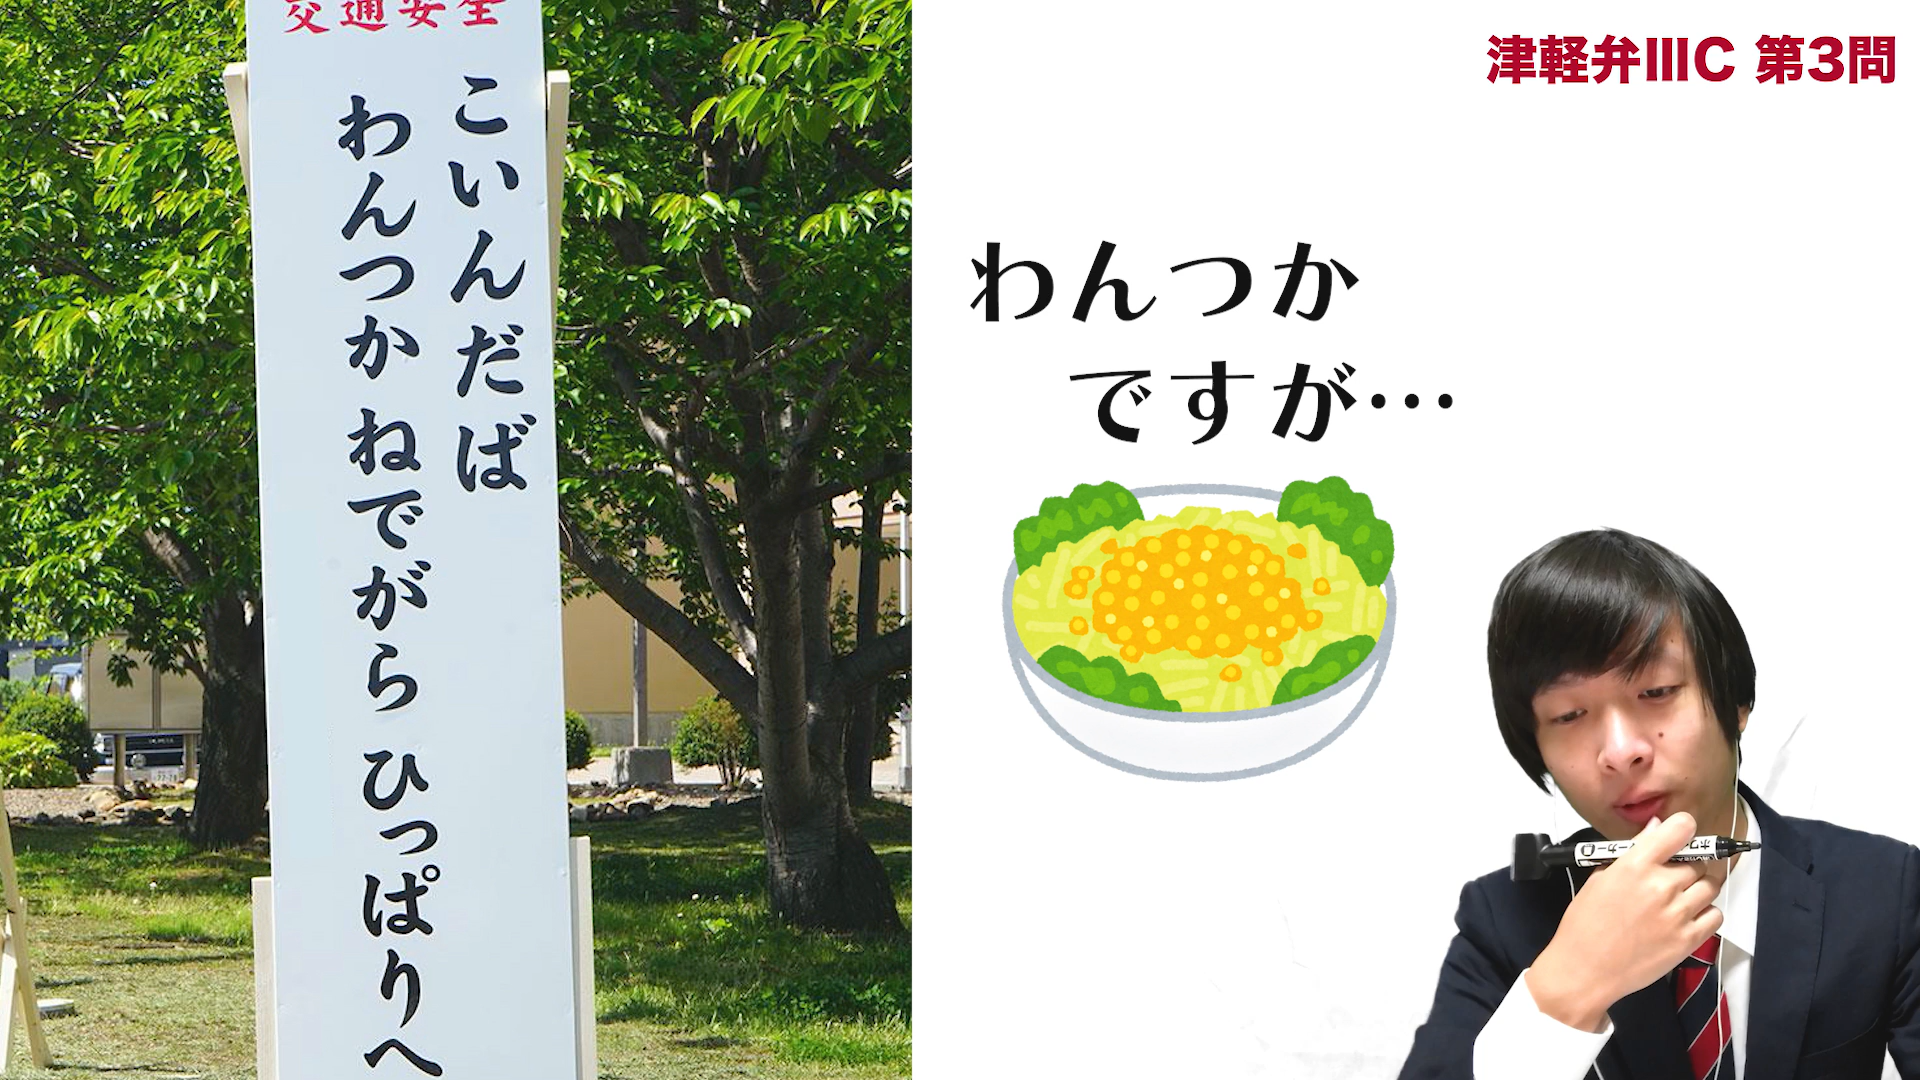 交通安全
こいんだば
わんつか ねでがら ひっぱりへ
津軽弁ⅢC 第3問
わんつか
ですが…